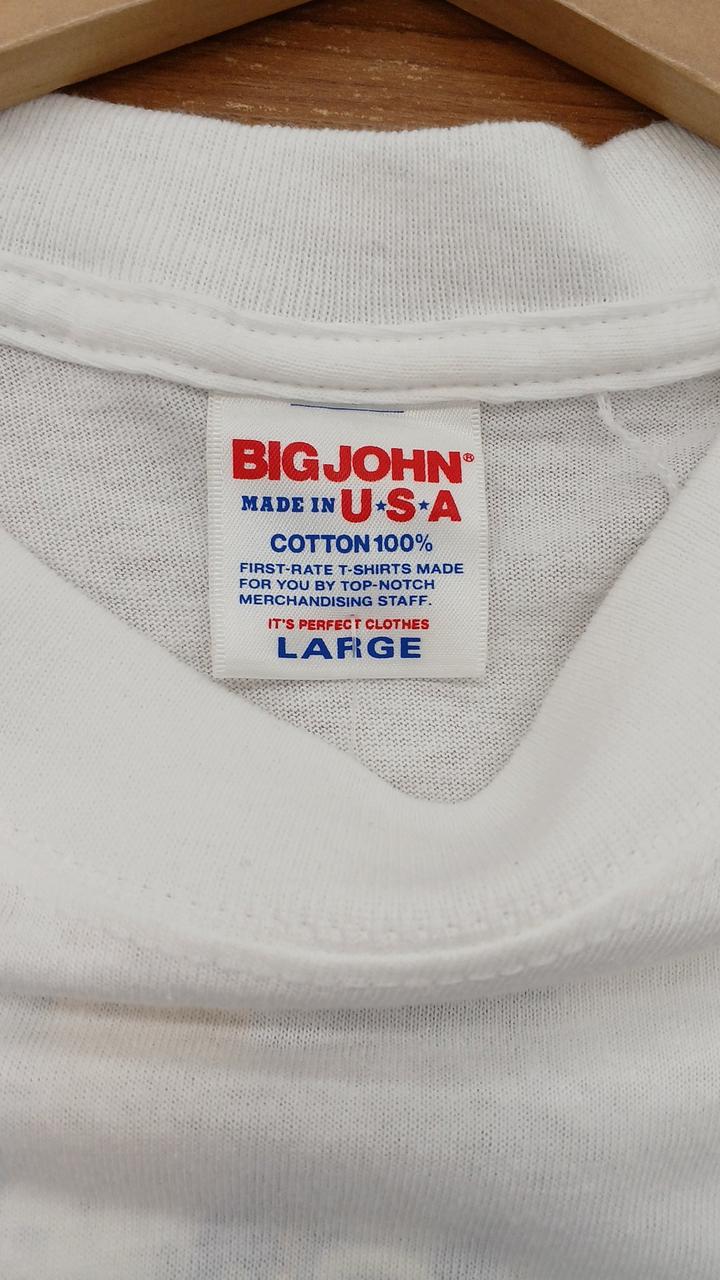 BIG JOHN®
MADE IN U★S★A
COTTON 100%
FIRST-RATE T-SHIRTS MADE
FOR YOU BY TOP-NOTCH
MERCHANDISING STAFF.
IT'S PERFECT CLOTHES
LARGE